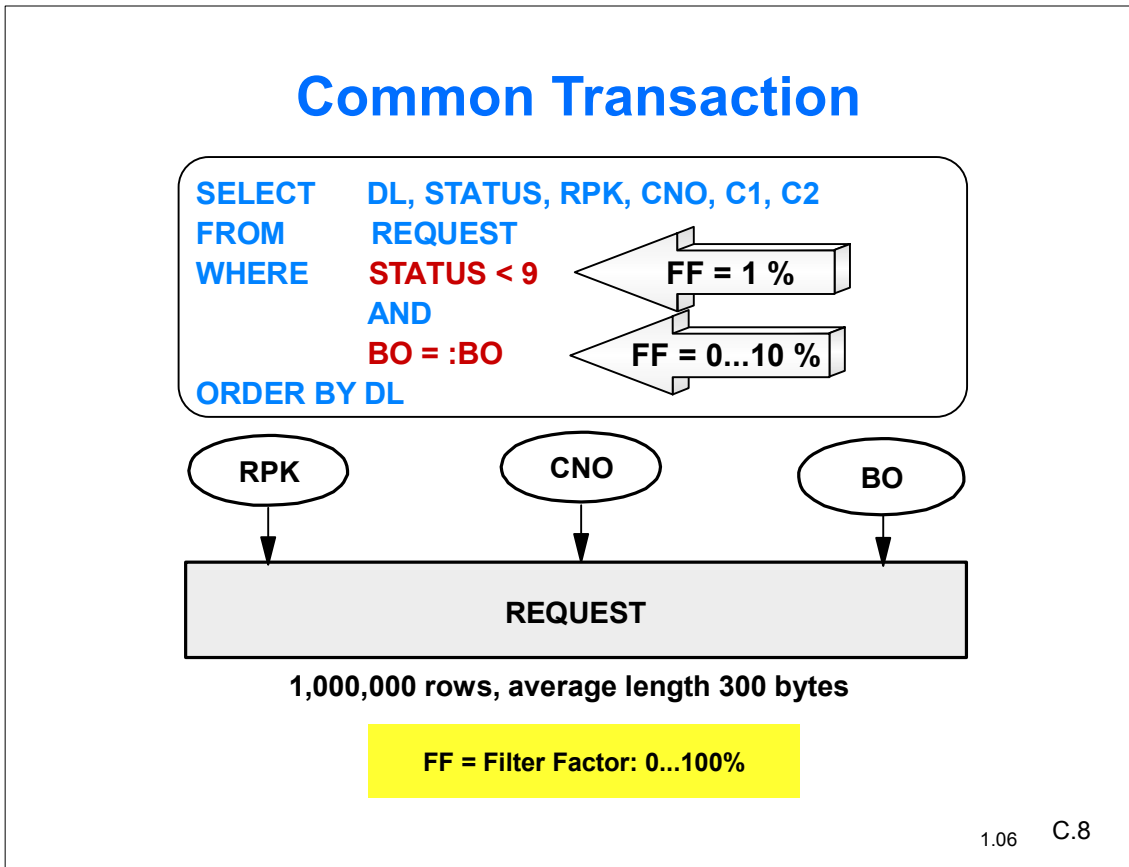 Common Transaction
SELECT DL, STATUS, RPK, CNO, C1, C2
FROM REQUEST
WHERE STATUS < 9 FF = 1 %
AND
BO = :BO FF = 0...10 %
ORDER BY DL
RPK CNO BO
REQUEST
1,000,000 rows, average length 300 bytes
FF = Filter Factor: 0...100%
1.06 C.8